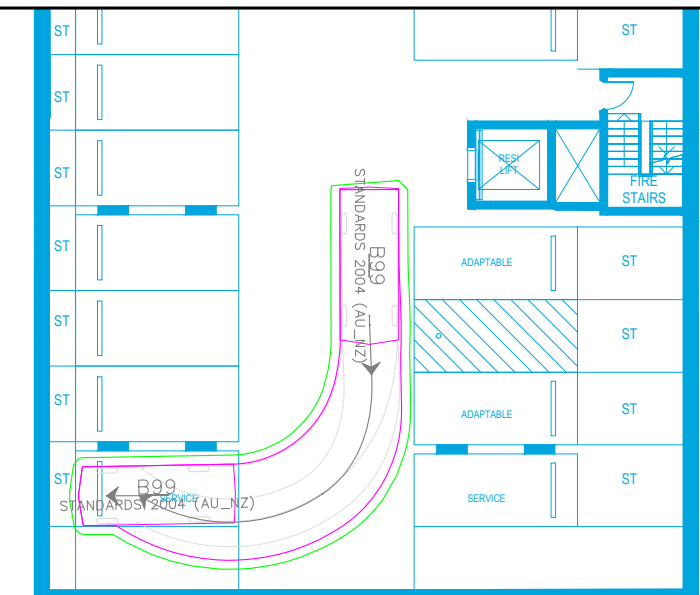 ST
ST
ST
RESI
LIFT
ST
FIRE
STAIRS
ST
ADAPTABLE
ST
B99
STANDARDS 2004 (AU_NZ)
ST
ST
ST
ADAPTABLE
ST
ST
B99
SERVICE
STANDARDS 2004 (AU_NZ)
SERVICE
ST